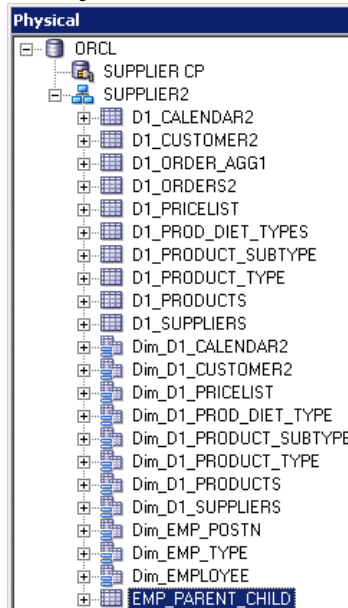 Physical
ORCL
SUPPLIER CP
SUPPLIER2
D1_CALENDAR2
D1_CUSTOMER2
D1_ORDER_AGG1
D1_ORDERS2
D1_PRICELIST
D1_PROD_DIET_TYPES
D1_PRODUCT_SUBTYPE
D1_PRODUCT_TYPE
D1_PRODUCTS
D1_SUPPLIERS
Dim_D1_CALENDAR2
Dim_D1_CUSTOMER2
Dim_D1_PRICELIST
Dim_D1_PROD_DIET_TYPE
Dim_D1_PRODUCT_SUBTYPE
Dim_D1_PRODUCT_TYPE
Dim_D1_PRODUCTS
Dim_D1_SUPPLIERS
Dim_EMP_POSTN
Dim_EMP_TYPE
Dim_EMPLOYEE
EMP_PARENT_CHILD